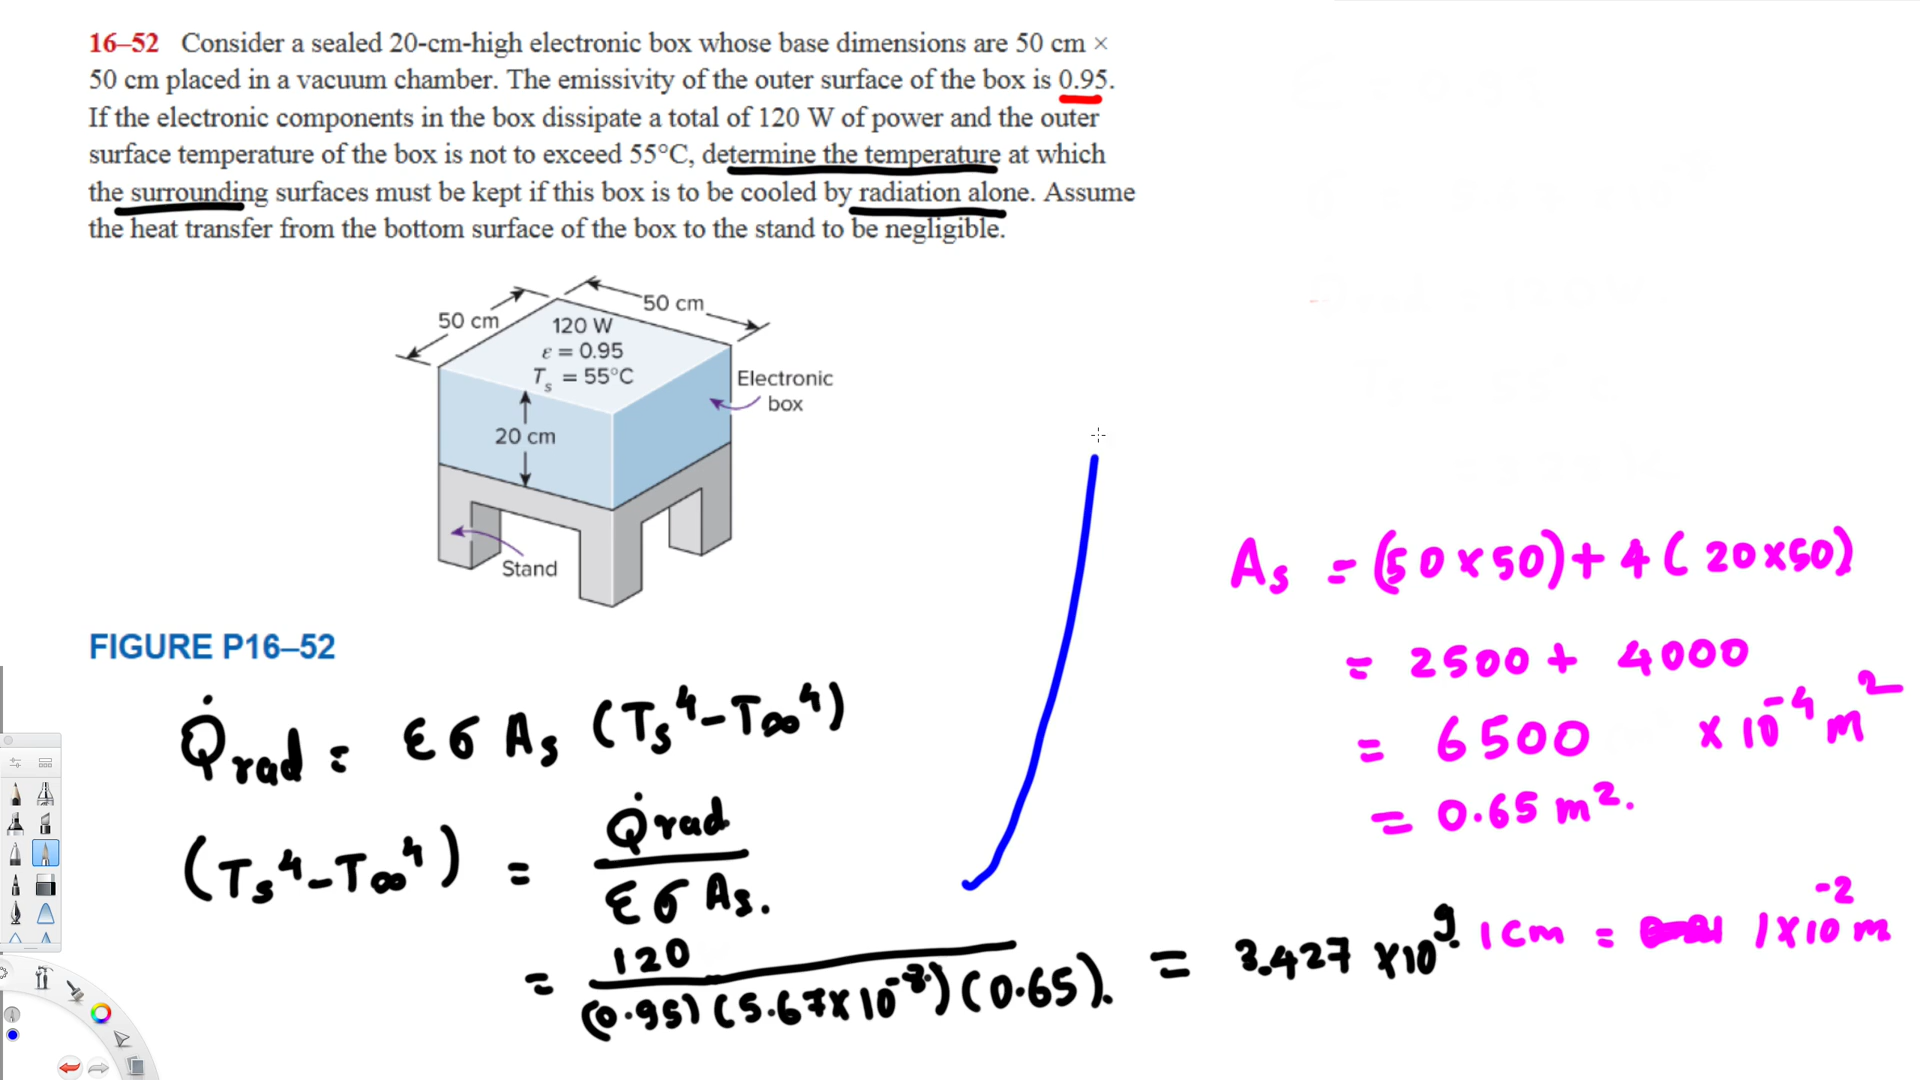 16–52 Consider a sealed 20-cm-high electronic box whose base dimensions are 50 cm ×
50 cm placed in a vacuum chamber. The emissivity of the outer surface of the box is 0.95.
If the electronic components in the box dissipate a total of 120 W of power and the outer
surface temperature of the box is not to exceed 55°C, determine the temperature at which
the surrounding surfaces must be kept if this box is to be cooled by radiation alone. Assume
the heat transfer from the bottom surface of the box to the stand to be negligible.
50 cm
50 cm
120 W
ε = 0.95
Tₛ = 55°C
Electronic
box
20 cm
Stand
FIGURE P16–52
Q̇rad = εσ As (Ts⁴ - T∞⁴)
(Ts⁴ - T∞⁴) = Q̇rad / εσ As.
= 120 / (0.95) (5.67×10⁻⁸) (0.65). = 3.427 ×10⁹.
As = (50×50) + 4 (20×50)
= 2500 + 4000
= 6500 × 10⁻⁴ m²
= 0.65 m².
1 cm = 1×10⁻² m